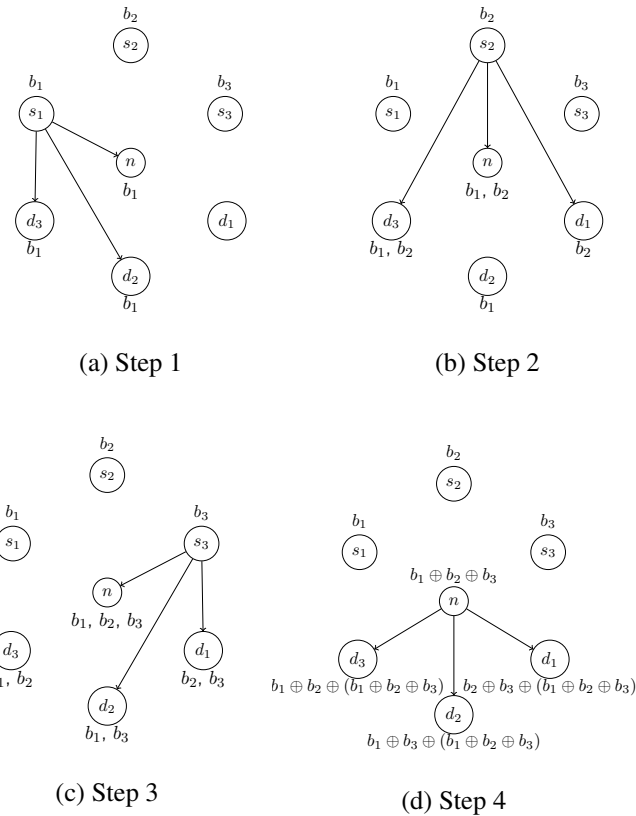 b₂
s₂
b₁
b₃
s₁
s₃
n
b₁
d₃
d₁
b₁
d₂
b₁
(a) Step 1
b₂
s₂
b₁
b₃
s₁
s₃
n
b₁, b₂
d₃
d₁
b₁, b₂
b₂
d₂
b₁
(b) Step 2
b₂
s₂
b₁
b₃
s₁
s₃
n
b₁, b₂, b₃
d₃
d₁
₁, b₂
b₂, b₃
d₂
b₁, b₃
(c) Step 3
b₂
s₂
b₁
b₃
s₁
s₃
b₁ ⊕ b₂ ⊕ b₃
n
d₃
d₁
b₁ ⊕ b₂ ⊕ (b₁ ⊕ b₂ ⊕ b₃)
b₂ ⊕ b₃ ⊕ (b₁ ⊕ b₂ ⊕ b₃)
d₂
b₁ ⊕ b₃ ⊕ (b₁ ⊕ b₂ ⊕ b₃)
(d) Step 4